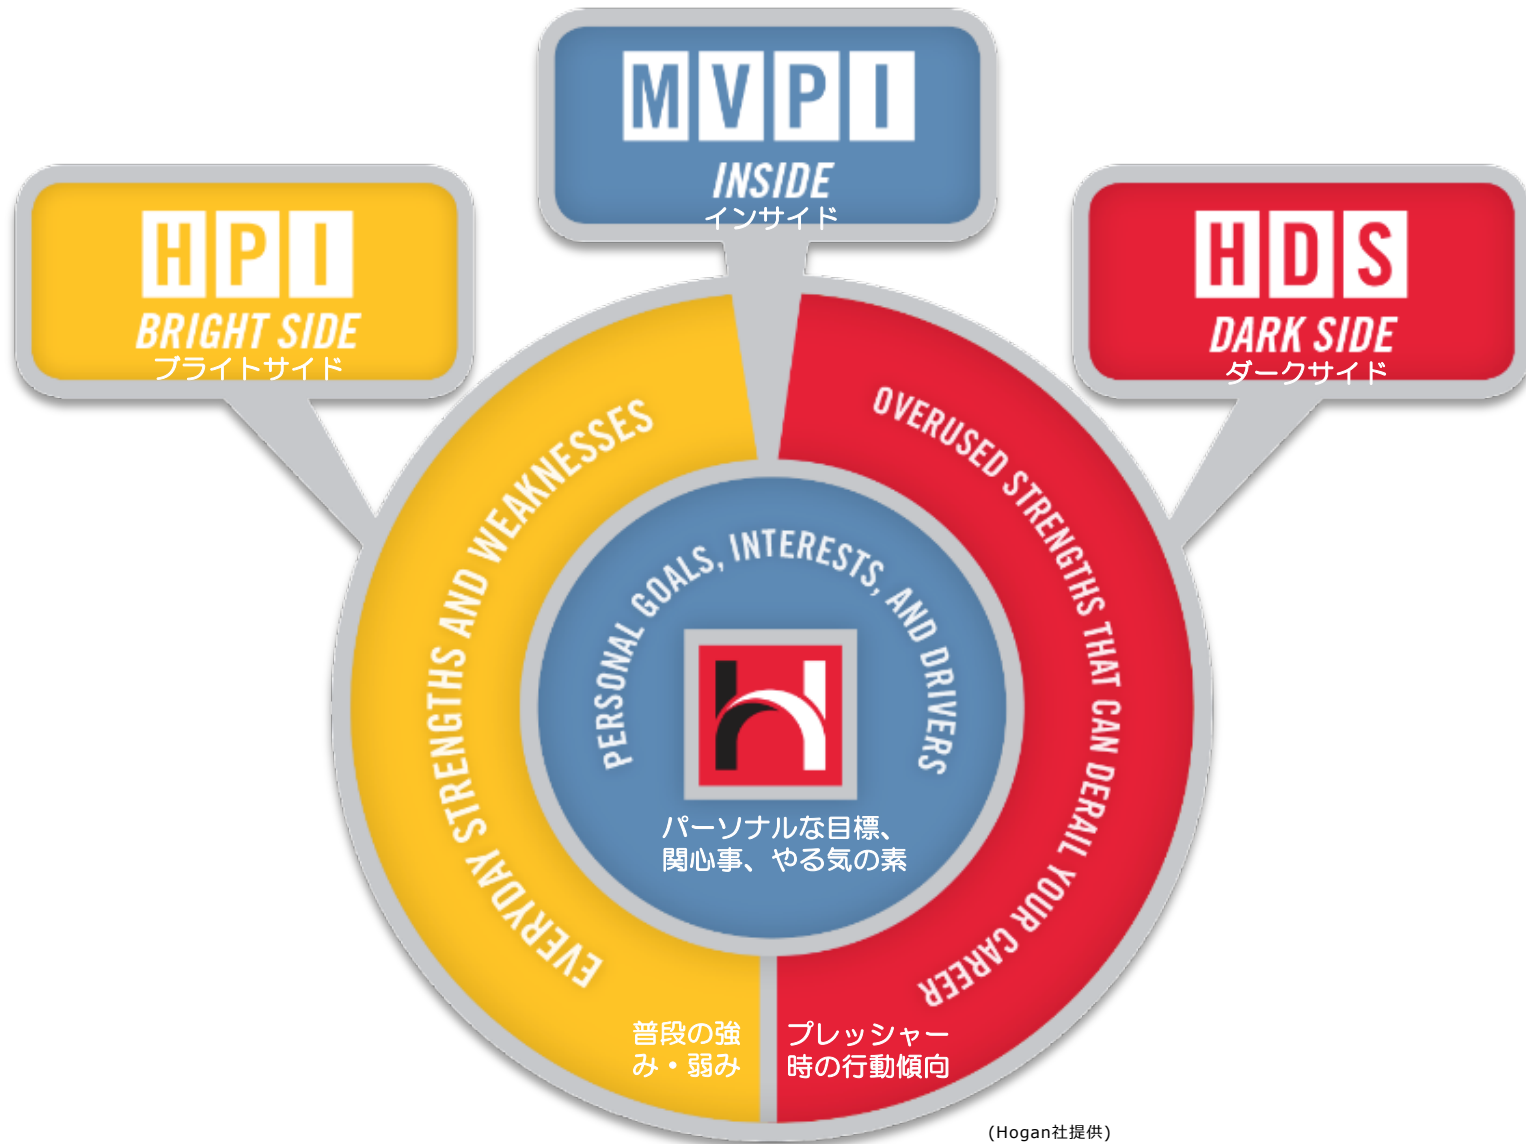 MVPI
INSIDE
インサイド
HPI
BRIGHT SIDE
ブライトサイド
HDS
DARK SIDE
ダークサイド
EVERYDAY STRENGTHS AND WEAKNESSES
OVERUSED STRENGTHS THAT CAN DERAIL YOUR CAREER
PERSONAL GOALS, INTERESTS, AND DRIVERS
パーソナルな目標、
関心事、やる気の素
普段の強
み・弱み
プレッシャー
時の行動傾向
(Hogan社提供)